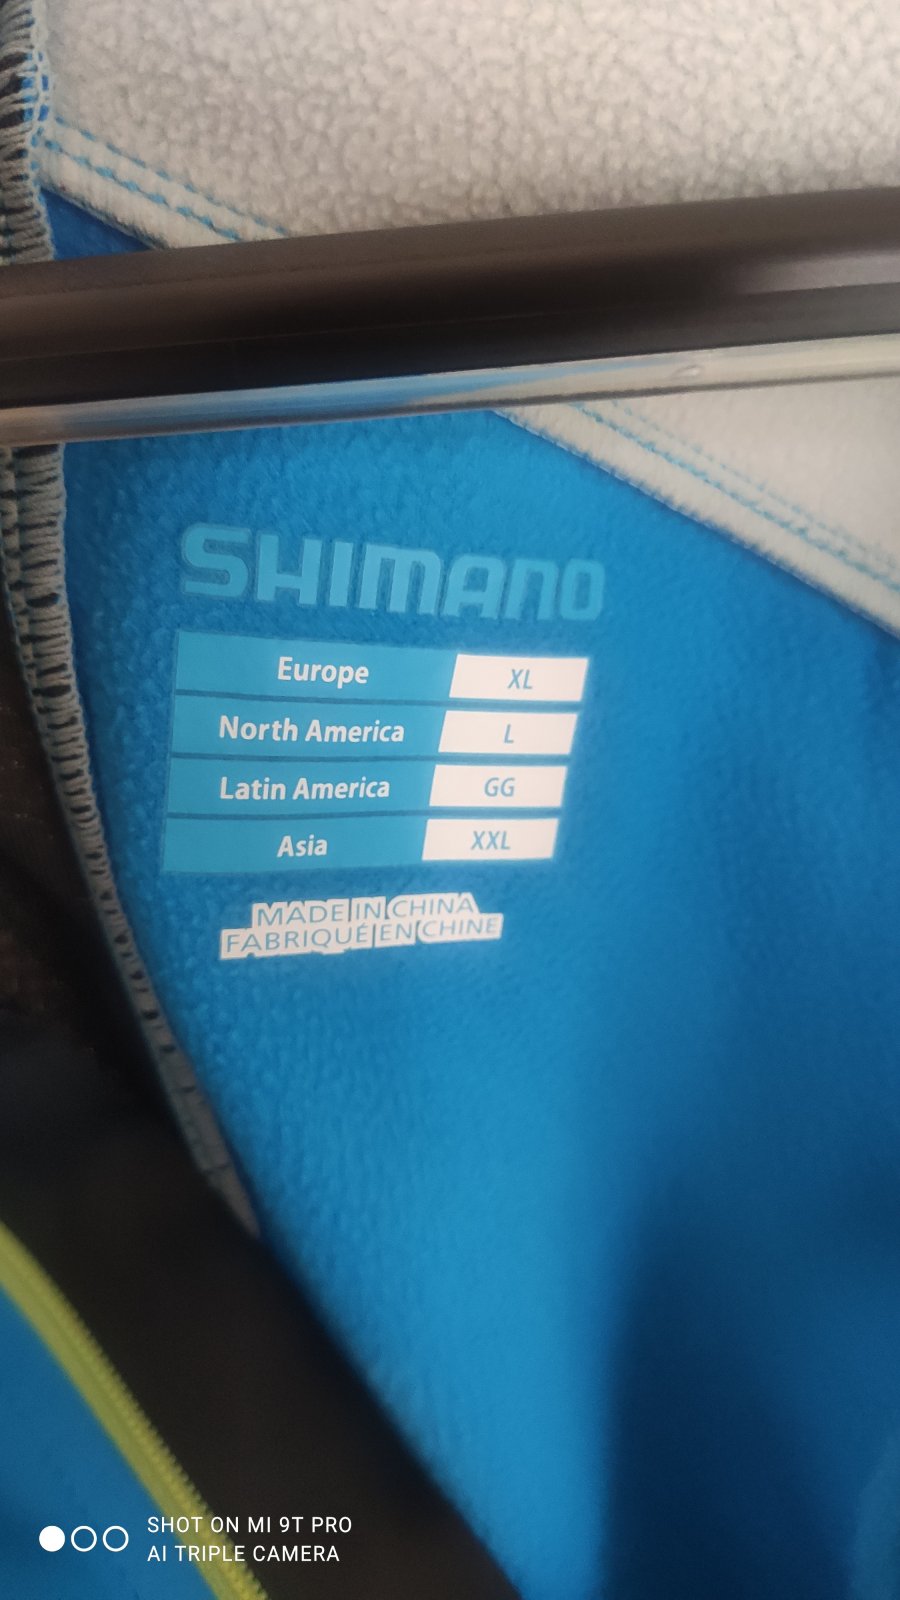 SHIMANO
Europe XL
North America L
Latin America GG
Asia XXL
MADE IN CHINA
FABRIQUÉ EN CHINE
SHOT ON MI 9T PRO
AI TRIPLE CAMERA